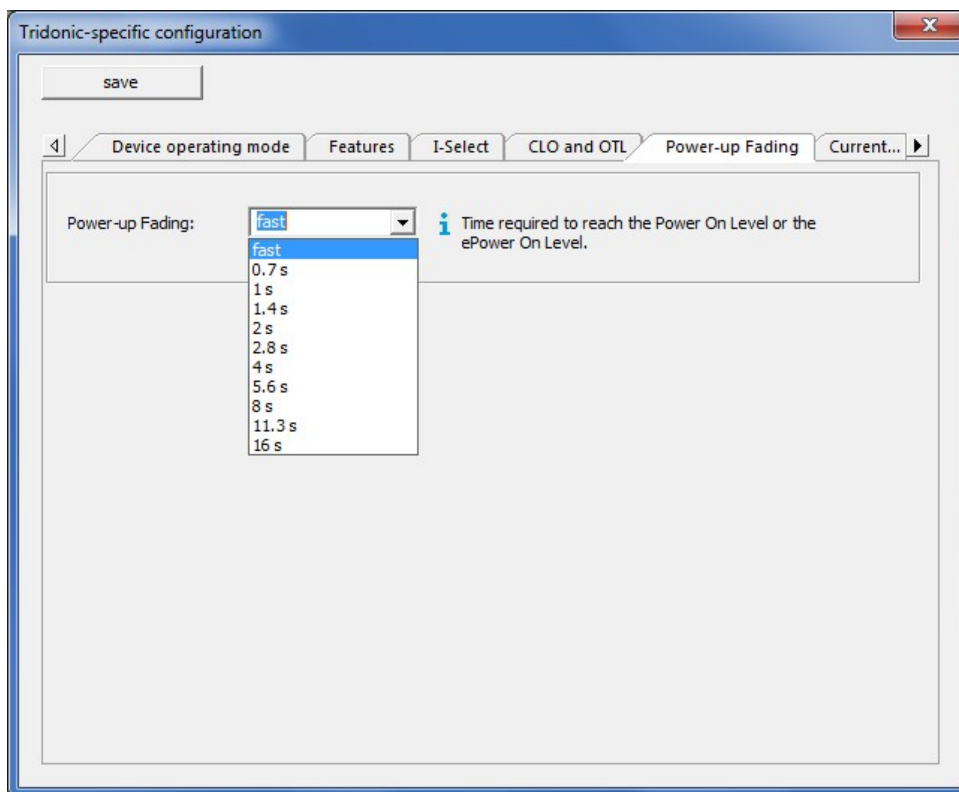 Tridonic-specific configuration
save
Device operating mode Features I-Select CLO and OTL Power-up Fading Current...
Power-up Fading: fast Time required to reach the Power On Level or the
ePower On Level.
fast
0.7 s
1 s
1.4 s
2 s
2.8 s
4 s
5.6 s
8 s
11.3 s
16 s